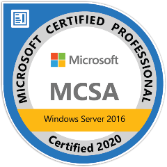 MICROSOFT CERTIFIED PROFESSIONAL
Microsoft
MCSA
Windows Server 2016
Certified 2020